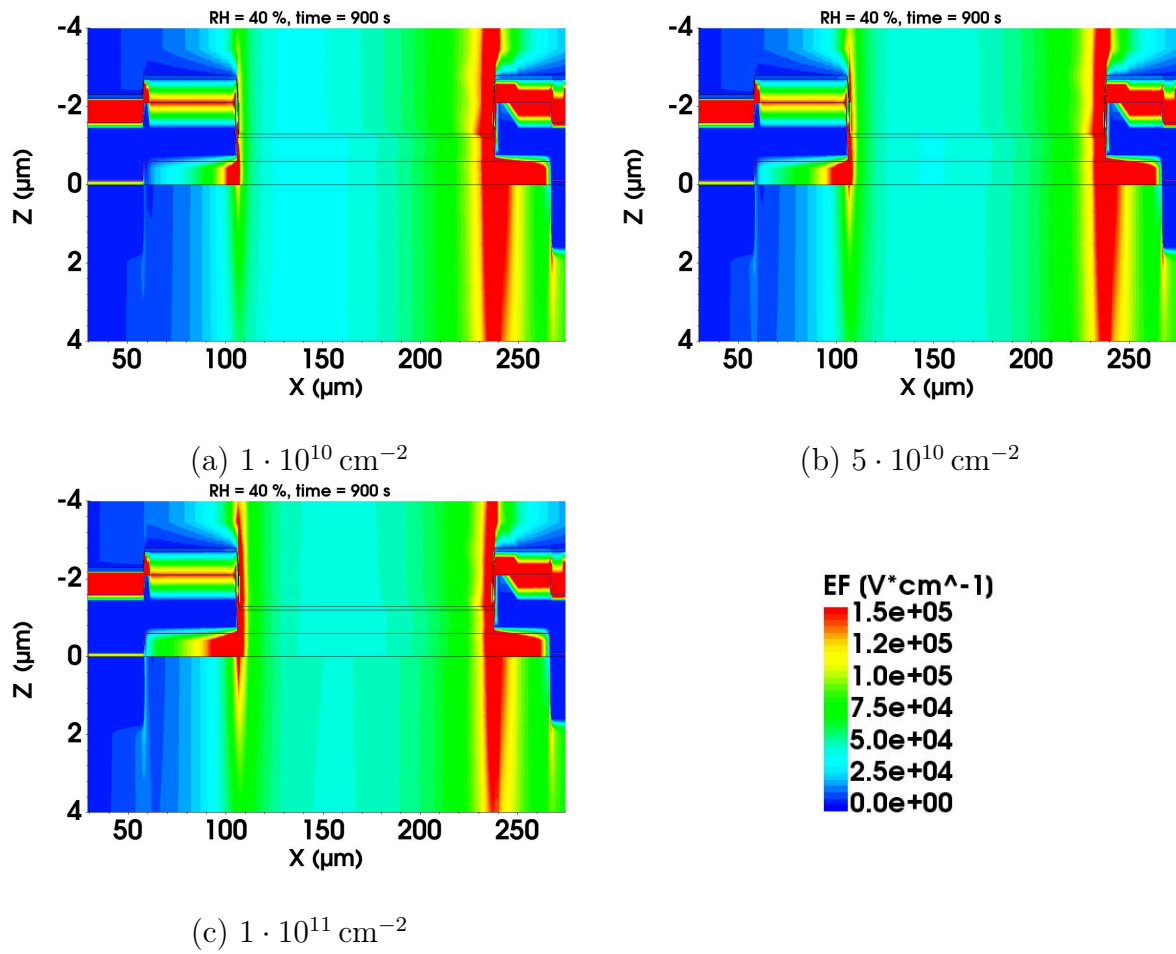 RH = 40 %, time = 900 s
-4
-2
0
2
4
Z (μm)
50 100 150 200 250
X (μm)
(a) 1 · 10^10 cm^−2
RH = 40 %, time = 900 s
-4
-2
0
2
4
Z (μm)
50 100 150 200 250
X (μm)
(b) 5 · 10^10 cm^−2
RH = 40 %, time = 900 s
-4
-2
0
2
4
Z (μm)
50 100 150 200 250
X (μm)
(c) 1 · 10^11 cm^−2
EF (V*cm^-1)
1.5e+05
1.2e+05
1.0e+05
7.5e+04
5.0e+04
2.5e+04
0.0e+00